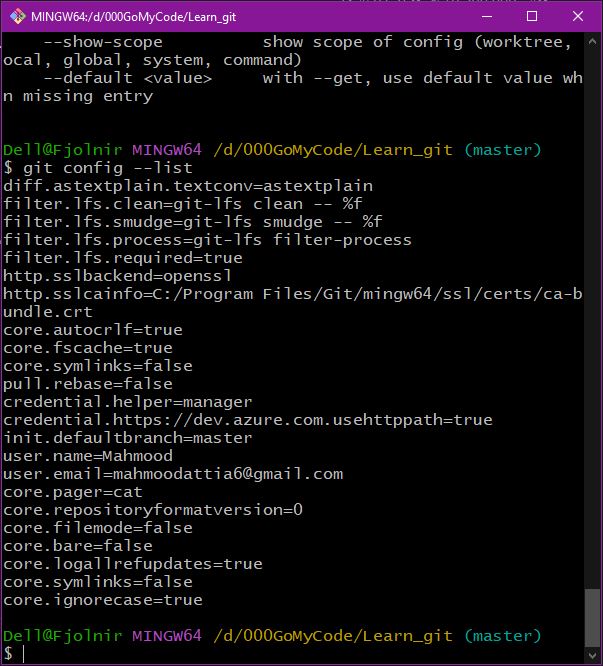 MINGW64:/d/000GoMyCode/Learn_git
--show-scope show scope of config (worktree,
ocal, global, system, command)
--default <value> with --get, use default value wh
n missing entry
Dell@Fjolnir MINGW64 /d/000GoMyCode/Learn_git (master)
$ git config --list
diff.astextplain.textconv=astextplain
filter.lfs.clean=git-lfs clean -- %f
filter.lfs.smudge=git-lfs smudge -- %f
filter.lfs.process=git-lfs filter-process
filter.lfs.required=true
http.sslbackend=openssl
http.sslcainfo=C:/Program Files/Git/mingw64/ssl/certs/ca-b
undle.crt
core.autocrlf=true
core.fscache=true
core.symlinks=false
pull.rebase=false
credential.helper=manager
credential.https://dev.azure.com.usehttppath=true
init.defaultbranch=master
user.name=Mahmood
user.email=mahmoodattia6@gmail.com
core.pager=cat
core.repositoryformatversion=0
core.filemode=false
core.bare=false
core.logallrefupdates=true
core.symlinks=false
core.ignorecase=true
Dell@Fjolnir MINGW64 /d/000GoMyCode/Learn_git (master)
$